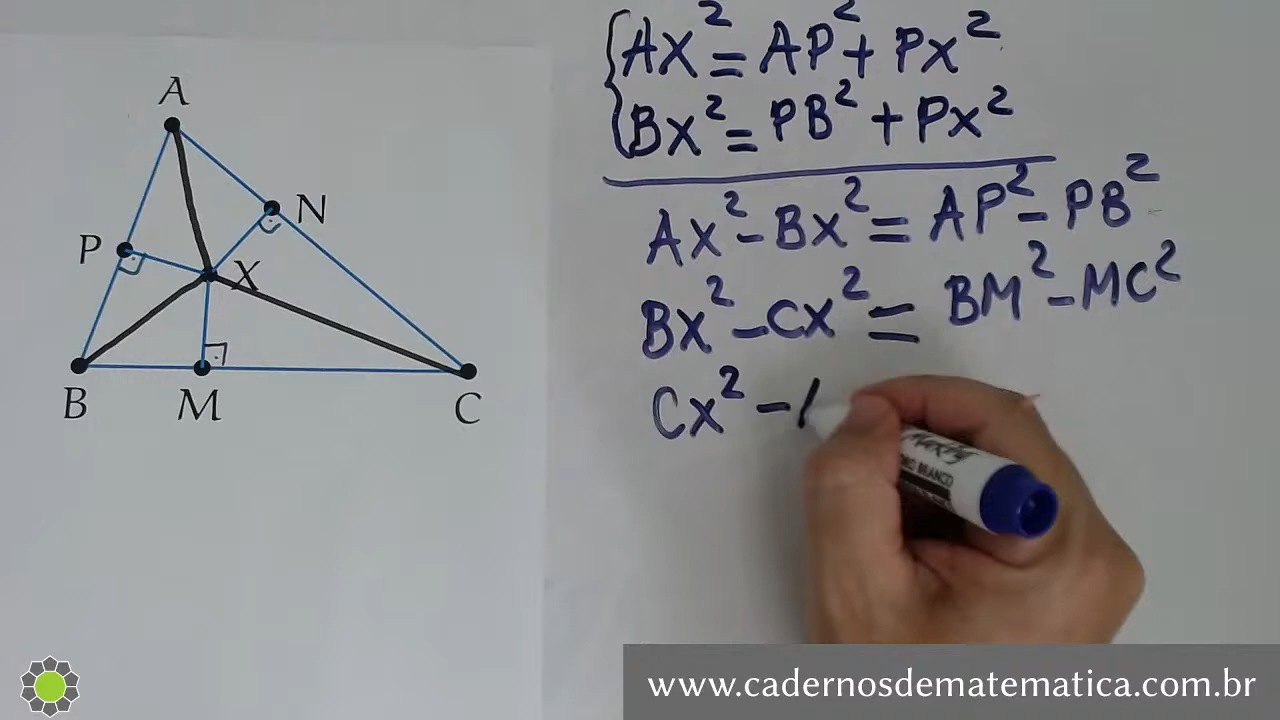 A
N
P
X
B
M
C
AX² = AP² + PX²
BX² = PB² + PX²
AX² - BX² = AP² - PB²
BX² - CX² = BM² - MC²
CX² -
BRANCO
www.cadernosdematematica.com.br